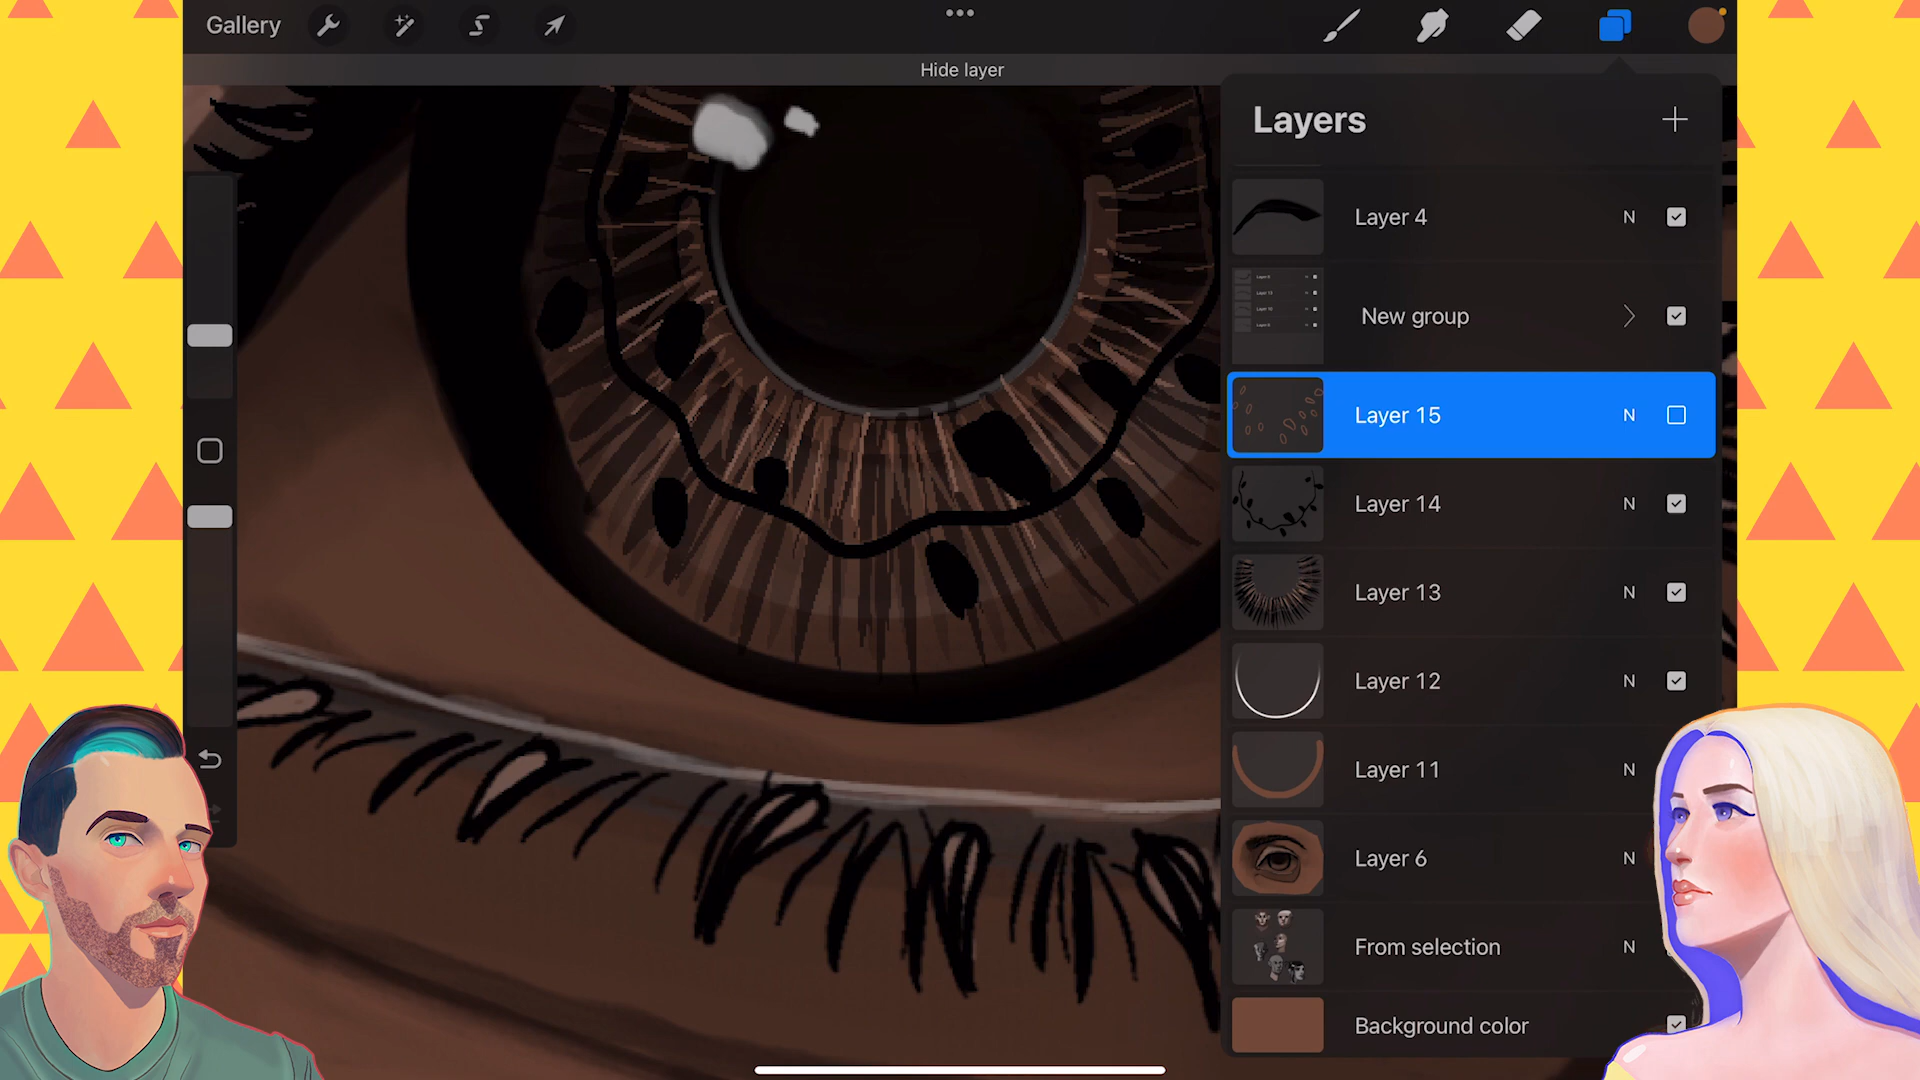 Gallery
Hide layer
Layers
Layer 4 N
New group
Layer 15 N
Layer 14 N
Layer 13 N
Layer 12 N
Layer 11 N
Layer 6 N
From selection N
Background color